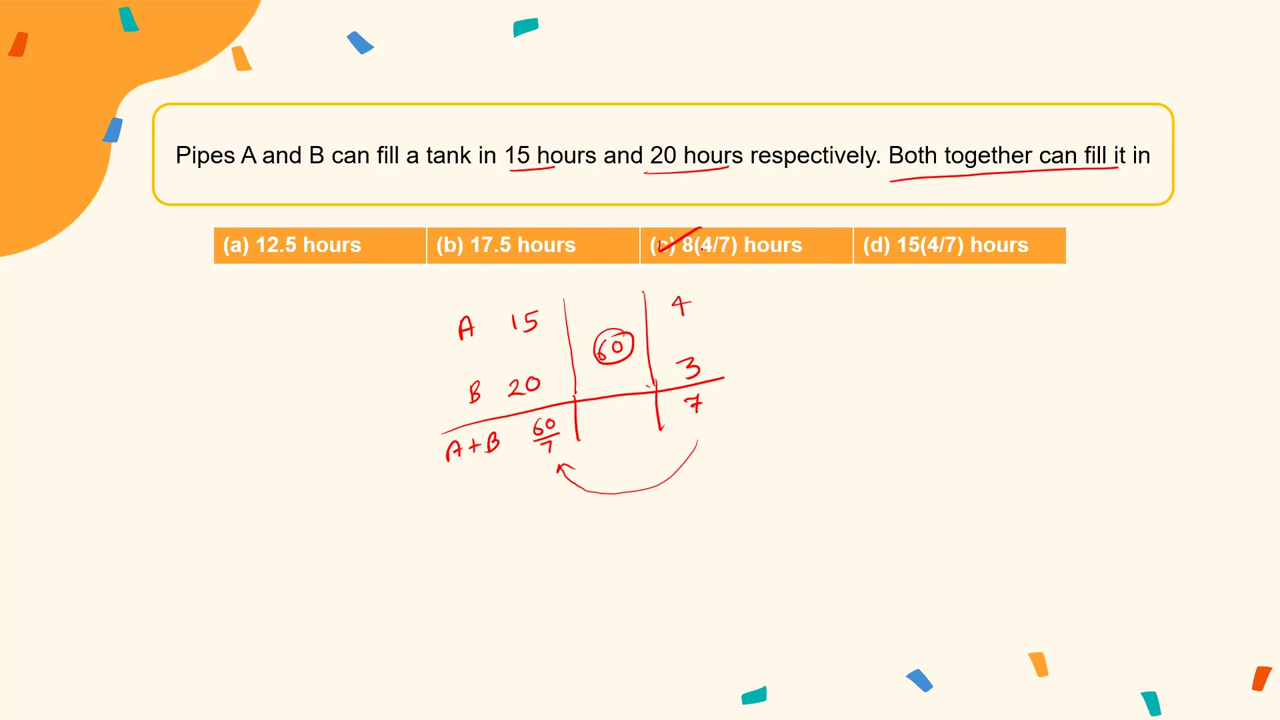 Pipes A and B can fill a tank in 15 hours and 20 hours respectively. Both together can fill it in
(a) 12.5 hours (b) 17.5 hours (c) 8(4/7) hours (d) 15(4/7) hours
A 15 4
60
B 20 3
A+B 60/7 7